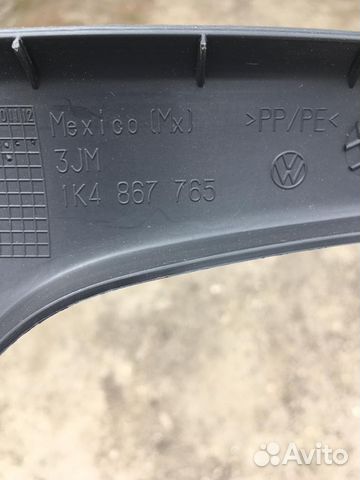 Mexico (Mx) >PP/PE<
3JM
1K4 867 765
Avito